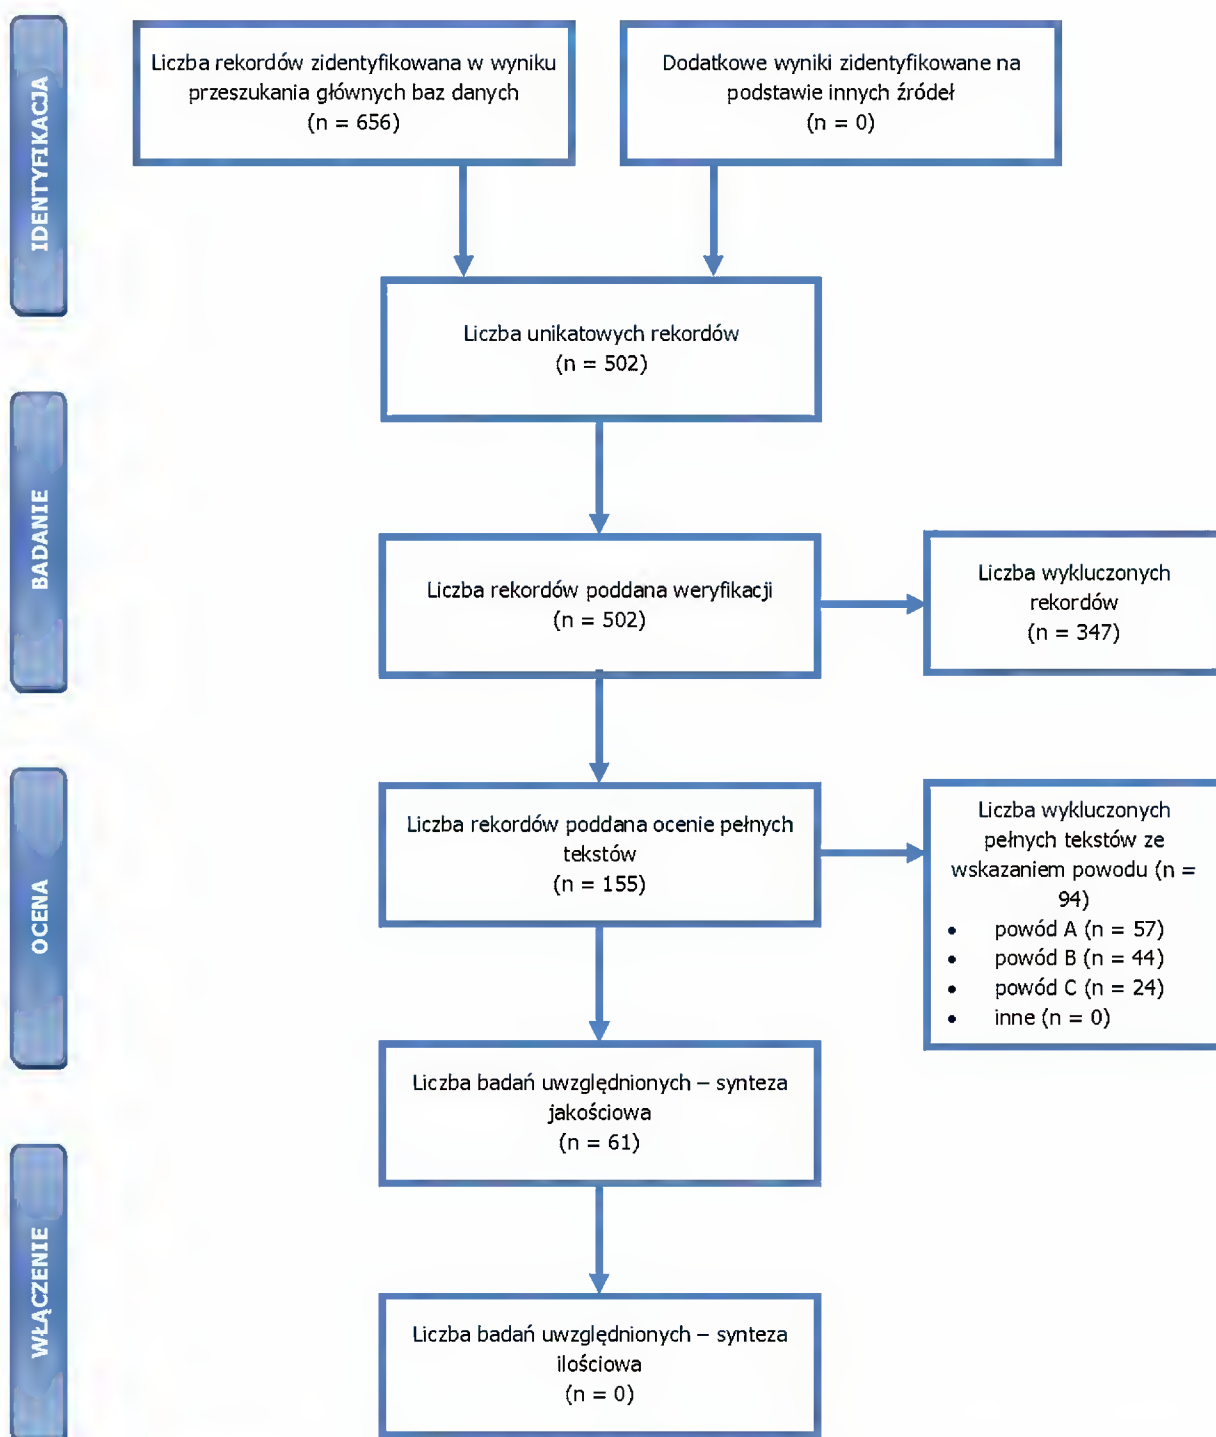 IDENTYFIKACJA
Liczba rekordów zidentyfikowana w wyniku
przeszukania głównych baz danych
(n = 656)
Dodatkowe wyniki zidentyfikowane na
podstawie innych źródeł
(n = 0)
Liczba unikatowych rekordów
(n = 502)
BADANIE
Liczba rekordów poddana weryfikacji
(n = 502)
Liczba wykluczonych
rekordów
(n = 347)
OCENA
Liczba rekordów poddana ocenie pełnych
tekstów
(n = 155)
Liczba wykluczonych
pełnych tekstów ze
wskazaniem powodu (n =
94)
• powód A (n = 57)
• powód B (n = 44)
• powód C (n = 24)
• inne (n = 0)
Liczba badań uwzględnionych – synteza
jakościowa
(n = 61)
WŁĄCZENIE
Liczba badań uwzględnionych – synteza
ilościowa
(n = 0)